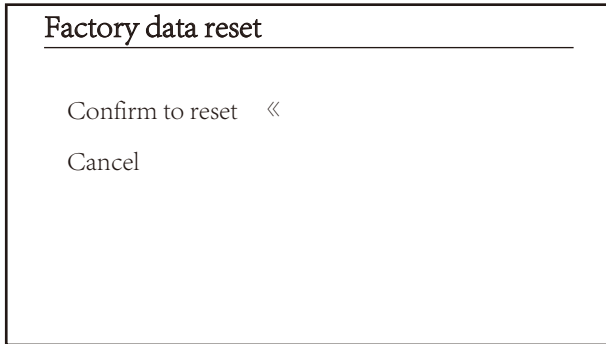 Factory data reset
Confirm to reset 《
Cancel